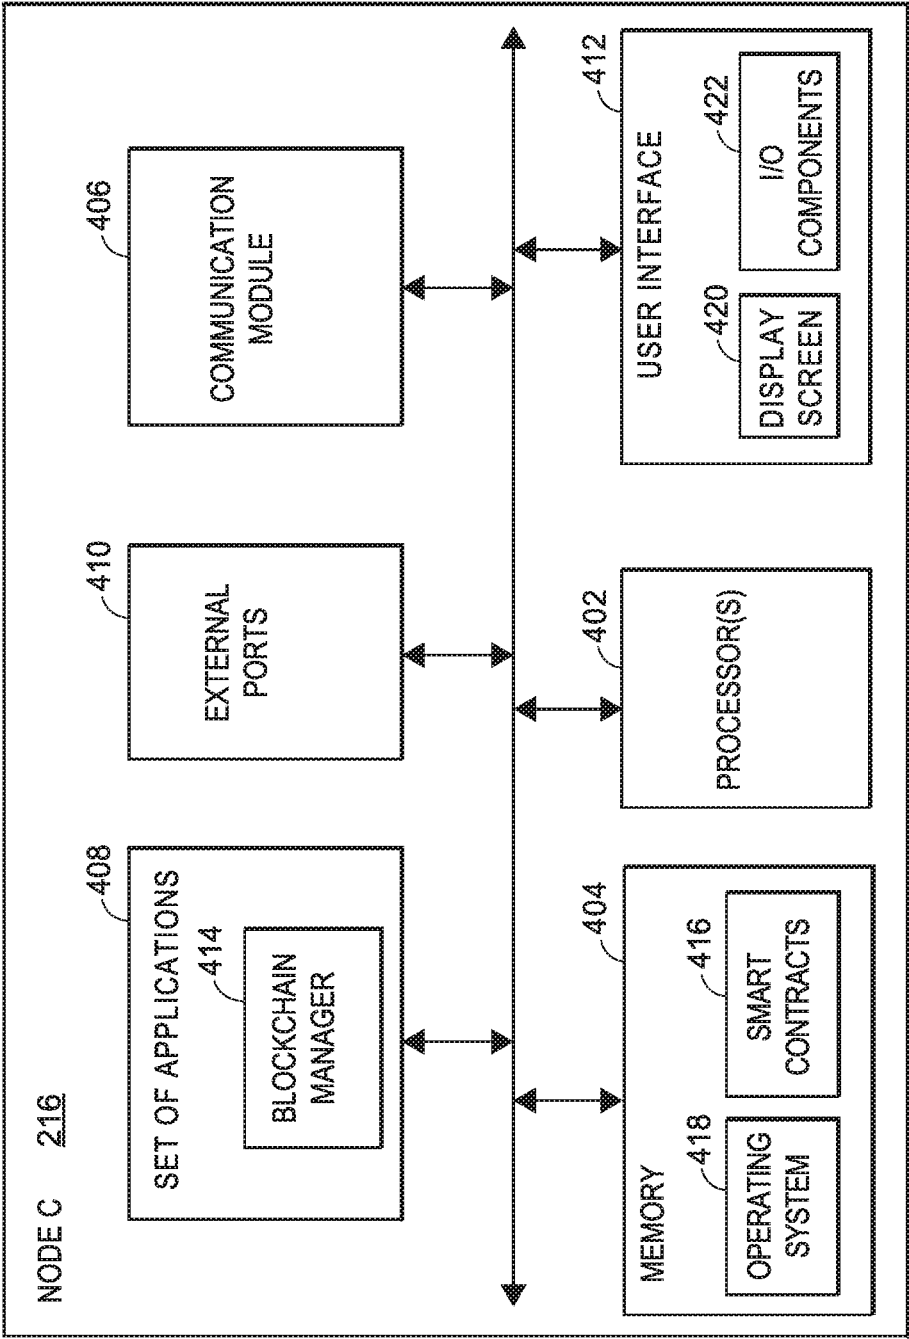 NODE C 216
408
SET OF APPLICATIONS
414
BLOCKCHAIN
MANAGER
410
EXTERNAL
PORTS
406
COMMUNICATION
MODULE
404
MEMORY
418
OPERATING
SYSTEM
416
SMART
CONTRACTS
402
PROCESSOR(S)
412
USER INTERFACE
420
DISPLAY
SCREEN
422
I/O
COMPONENTS